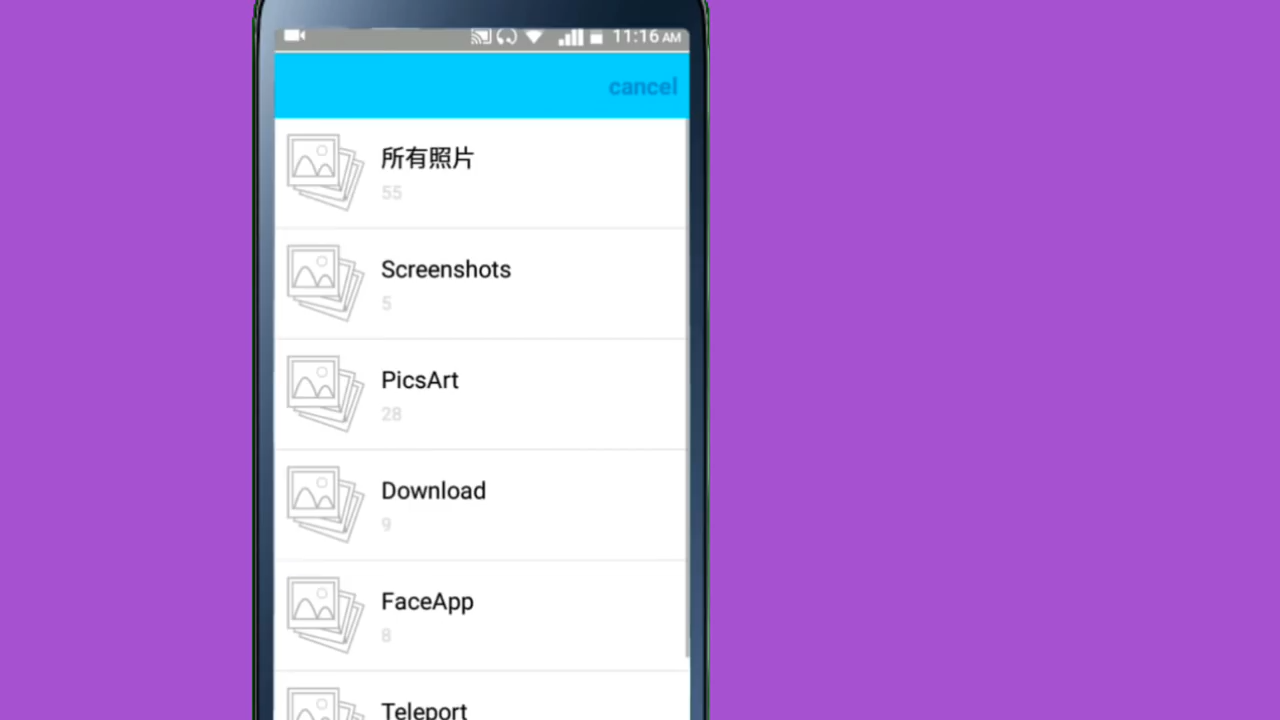 11:16 AM
cancel
所有照片
55
Screenshots
5
PicsArt
28
Download
9
FaceApp
8
Teleport